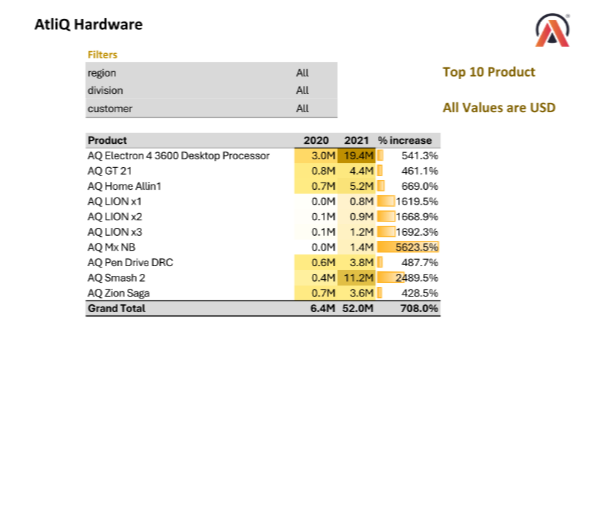 AtliQ Hardware
Filters
region All
division All
customer All
Top 10 Product
All Values are USD
Product 2020 2021 % increase
AQ Electron 4 3600 Desktop Processor 3.0M 19.4M 541.3%
AQ GT 21 0.8M 4.4M 461.1%
AQ Home Allin1 0.7M 5.2M 669.0%
AQ LION x1 0.0M 0.8M 1619.5%
AQ LION x2 0.1M 0.9M 1668.9%
AQ LION x3 0.1M 1.2M 1692.3%
AQ Mx NB 0.0M 1.4M 5623.5%
AQ Pen Drive DRC 0.6M 3.8M 487.7%
AQ Smash 2 0.4M 11.2M 2489.5%
AQ Zion Saga 0.7M 3.6M 428.5%
Grand Total 6.4M 52.0M 708.0%